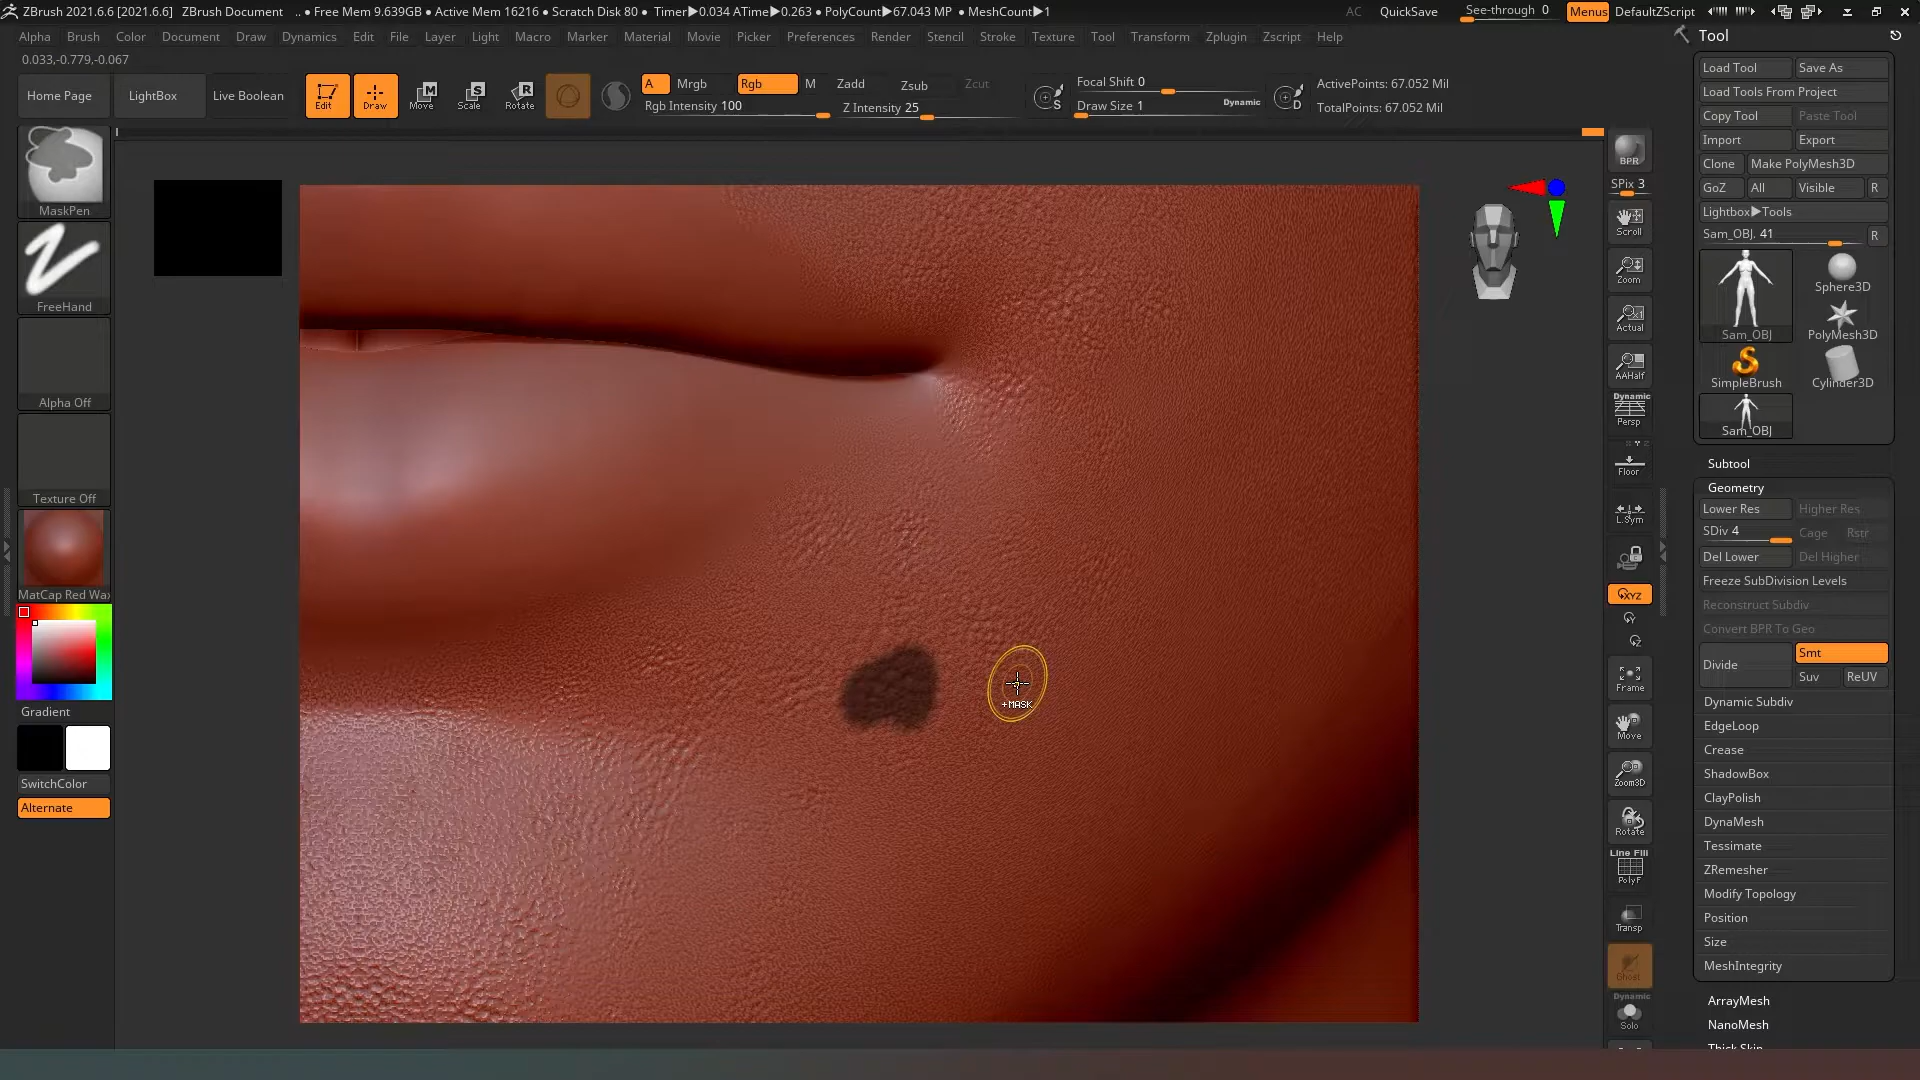 ZBrush 2021.6.6 [2021.6.6] ZBrush Document .. • Free Mem 9.639GB • Active Mem 16216 • Scratch Disk 80 • Timer▶0.034 ATime▶0.263 • PolyCount▶67.043 MP • MeshCount▶1 AC QuickSave See-through 0 Menus DefaultZScript
Alpha Brush Color Document Draw Dynamics Edit File Layer Light Macro Marker Material Movie Picker Preferences Render Stencil Stroke Texture Tool Transform Zplugin Zscript Help
0.033,-0.779,-0.067
Home Page LightBox Live Boolean Edit Draw Move Scale Rotate
A Mrgb Rgb M Zadd Zsub Zcut
Rgb Intensity 100 Z Intensity 25
S Focal Shift 0
Draw Size 1 Dynamic
D ActivePoints: 67.052 Mil
TotalPoints: 67.052 Mil
MaskPen
FreeHand
Alpha Off
Texture Off
MatCap Red Wax
Gradient
SwitchColor
Alternate
+MASK
BPR
SPix 3
Scroll
Zoom
Actual
AAHalf
Dynamic
Persp
Floor
L.Sym
XYZ
Y
Z
Frame
Move
Zoom3D
Rotate
Line Fill
PolyF
Transp
Ghost
Dynamic
Solo
Tool
Load Tool Save As
Load Tools From Project
Copy Tool Paste Tool
Import Export
Clone Make PolyMesh3D
GoZ All Visible R
Lightbox▶Tools
Sam_OBJ. 41 R
Sam_OBJ Sphere3D
PolyMesh3D
SimpleBrush Cylinder3D
Sam_OBJ
Subtool
Geometry
Lower Res Higher Res
SDiv 4 Cage Rstr
Del Lower Del Higher
Freeze SubDivision Levels
Reconstruct Subdiv
Convert BPR To Geo
Divide Smt
Suv ReUV
Dynamic Subdiv
EdgeLoop
Crease
ShadowBox
ClayPolish
DynaMesh
Tessimate
ZRemesher
Modify Topology
Position
Size
MeshIntegrity
ArrayMesh
NanoMesh
Thick Skin